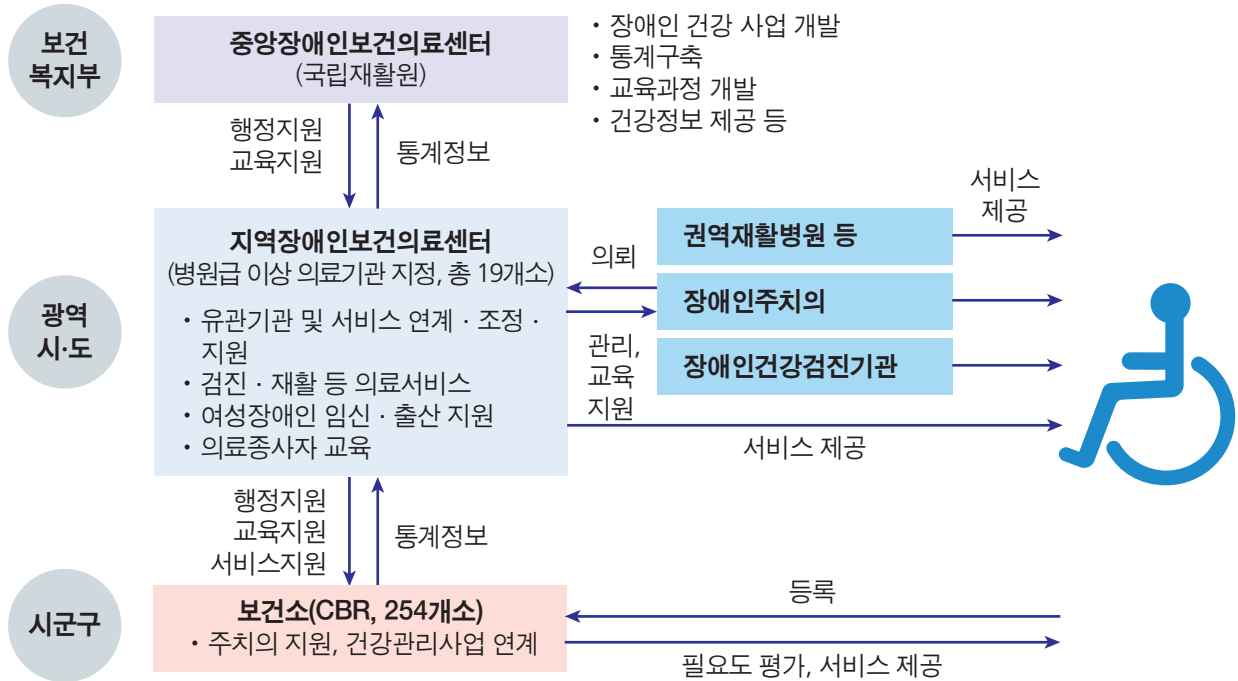 보건
복지부
중앙장애인보건의료센터
(국립재활원)
• 장애인 건강 사업 개발
• 통계구축
• 교육과정 개발
• 건강정보 제공 등
행정지원
교육지원
통계정보
광역
시·도
지역장애인보건의료센터
(병원급 이상 의료기관 지정, 총 19개소)
• 유관기관 및 서비스 연계 · 조정 ·
지원
• 검진 · 재활 등 의료서비스
• 여성장애인 임신 · 출산 지원
• 의료종사자 교육
의뢰
관리,
교육
지원
권역재활병원 등
장애인주치의
장애인건강검진기관
서비스
제공
서비스 제공
행정지원
교육지원
서비스지원
통계정보
시군구
보건소(CBR, 254개소)
• 주치의 지원, 건강관리사업 연계
등록
필요도 평가, 서비스 제공